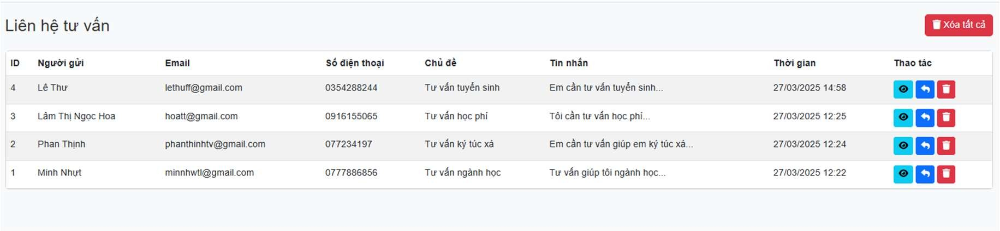 Liên hệ tư vấn
Xóa tất cả
ID Người gửi Email Số điện thoại Chủ đề Tin nhắn Thời gian Thao tác
4 Lê Thư lethuff@gmail.com 0354288244 Tư vấn tuyển sinh Em cần tư vấn tuyển sinh... 27/03/2025 14:58
3 Lâm Thị Ngọc Hoa hoatt@gmail.com 0916155065 Tư vấn học phí Tôi cần tư vấn học phí... 27/03/2025 12:25
2 Phan Thịnh phanthinhtv@gmail.com 077234197 Tư vấn ký túc xá Em cần tư vấn giúp em ký túc xá... 27/03/2025 12:24
1 Minh Nhựt minnhwtl@gmail.com 0777886856 Tư vấn ngành học Tư vấn giúp tôi ngành học... 27/03/2025 12:22